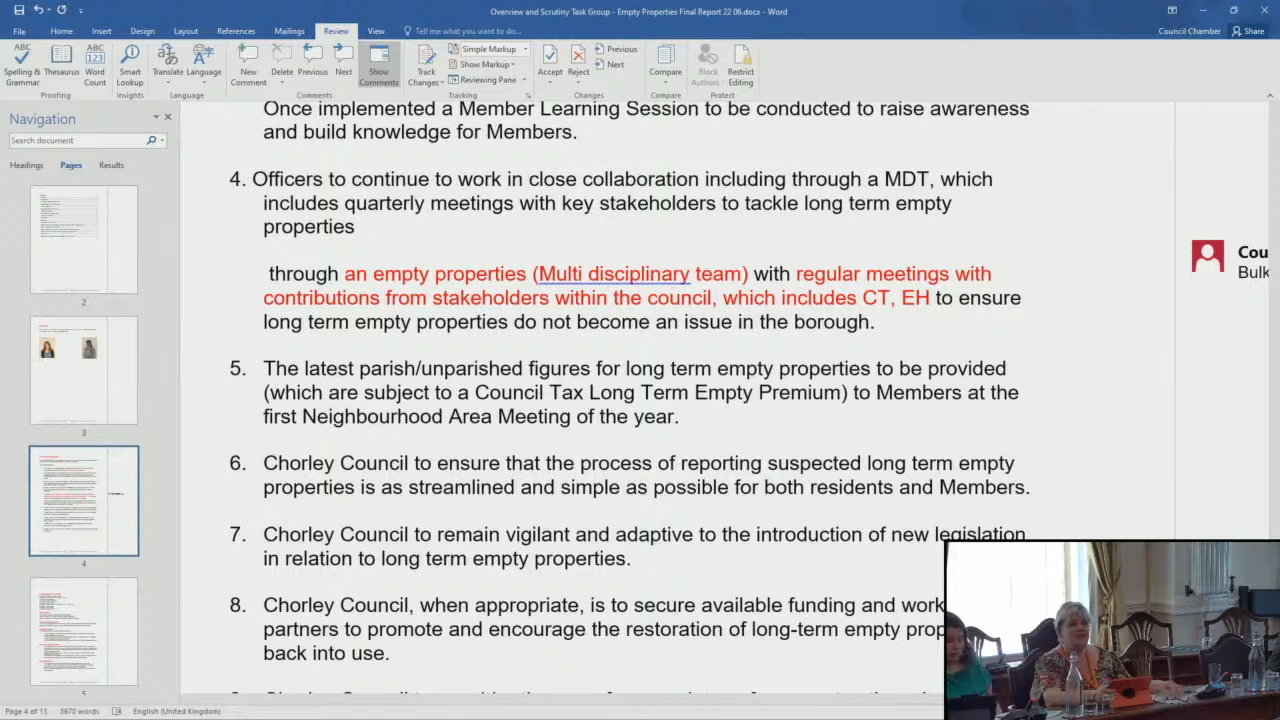 Overview and Scrutiny Task Group - Empty Properties Final Report 22 06.docx - Word
File Home Insert Design Layout References Mailings Review View Tell me what you want to do... Council Chamber Share
ABC ABC 123
Spelling & Grammar Thesaurus Word Count Smart Lookup Translate Language New Comment Delete Previous Next Show Comments Track Changes Simple Markup Show Markup Reviewing Pane Accept Reject Previous Next Compare Block Authors Restrict Editing
Proofing Insights Language Comments Tracking Changes Compare Protect
Navigation
Search document
Headings Pages Results
2
3
4
5
Once implemented a Member Learning Session to be conducted to raise awareness
and build knowledge for Members.
4. Officers to continue to work in close collaboration including through a MDT, which
includes quarterly meetings with key stakeholders to tackle long term empty
properties
through an empty properties (Multi disciplinary team) with regular meetings with
contributions from stakeholders within the council, which includes CT, EH to ensure
long term empty properties do not become an issue in the borough.
5. The latest parish/unparished figures for long term empty properties to be provided
(which are subject to a Council Tax Long Term Empty Premium) to Members at the
first Neighbourhood Area Meeting of the year.
6. Chorley Council to ensure that the process of reporting suspected long term empty
properties is as streamlined and simple as possible for both residents and Members.
7. Chorley Council to remain vigilant and adaptive to the introduction of new legislation
in relation to long term empty properties.
8. Chorley Council, when appropriate, is to secure available funding and work
partners to promote and encourage the restoration of long-term empty prop
back into use.
Cou
Bulk
Page 4 of 15 3670 words English (United Kingdom)